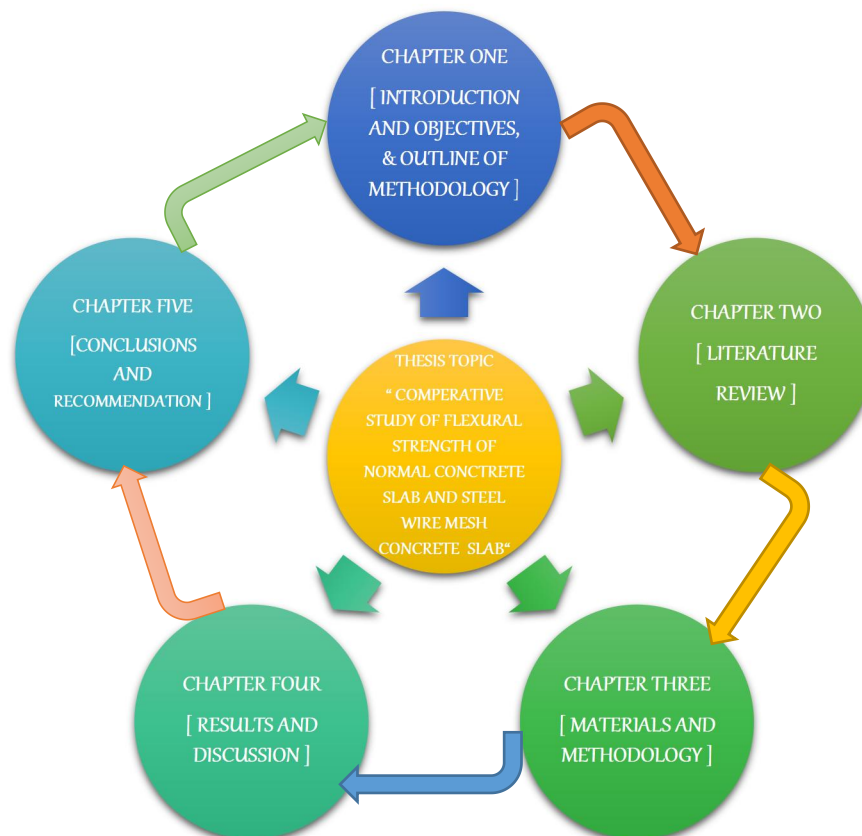 CHAPTER ONE
[ INTRODUCTION
AND OBJECTIVES,
& OUTLINE OF
METHODOLOGY ]
CHAPTER TWO
[ LITERATURE
REVIEW ]
CHAPTER THREE
[ MATERIALS AND
METHODOLOGY ]
CHAPTER FOUR
[ RESULTS AND
DISCUSSION ]
CHAPTER FIVE
[CONCLUSIONS
AND
RECOMMENDATION ]
THESIS TOPIC
“ COMPERATIVE
STUDY OF FLEXURAL
STRENGTH OF
NORMAL CONCTRETE
SLAB AND STEEL
WIRE MESH
CONCRETE SLAB“